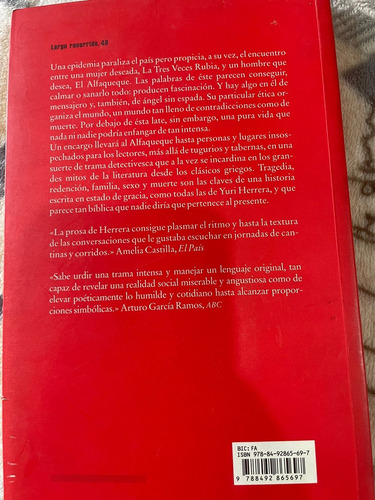 Largo recorrido, 48
Una epidemia paraliza el país pero propicia, a su vez, el encuentro
entre una mujer deseada, La Tres Veces Rubia, y un hombre que
desea, El Alfaqueque. Las palabras de éste parecen conseguir,
calmar o sanarlo todo: producen fascinación. Y hay algo en él de
mensajero y, también, de ángel sin espada. Su particular ética or-
ganiza el mundo, un mundo tan lleno de contradicciones como de
muerte. Por debajo de ésta late, sin embargo, una pura vida que
nada ni nadie podría enfangar de tan intensa.
Un encargo llevará al Alfaqueque hasta personas y lugares insos-
pechados para los lectores, más allá de tugurios y tabernas, en una
suerte de trama detectivesca que a la vez se incardina en los gran-
des mitos de la literatura desde los clásicos griegos. Tragedia,
redención, familia, sexo y muerte son las claves de una historia
escrita en estado de gracia, como todas las de Yuri Herrera, y que
parece tan bíblica que nadie diría que pertenece al presente.
«La prosa de Herrera consigue plasmar el ritmo y hasta la textura
de las conversaciones que le gustaba escuchar en jornadas de can-
tinas y corridos.» Amelia Castilla, El País
«Sabe urdir una trama intensa y manejar un lenguaje original, tan
capaz de revelar una realidad social miserable y angustiosa como de
elevar poéticamente lo humilde y cotidiano hasta alcanzar propor-
ciones simbólicas.» Arturo García Ramos, ABC
BIC: FA
ISBN 978-84-92865-69-7
9 788492 865697